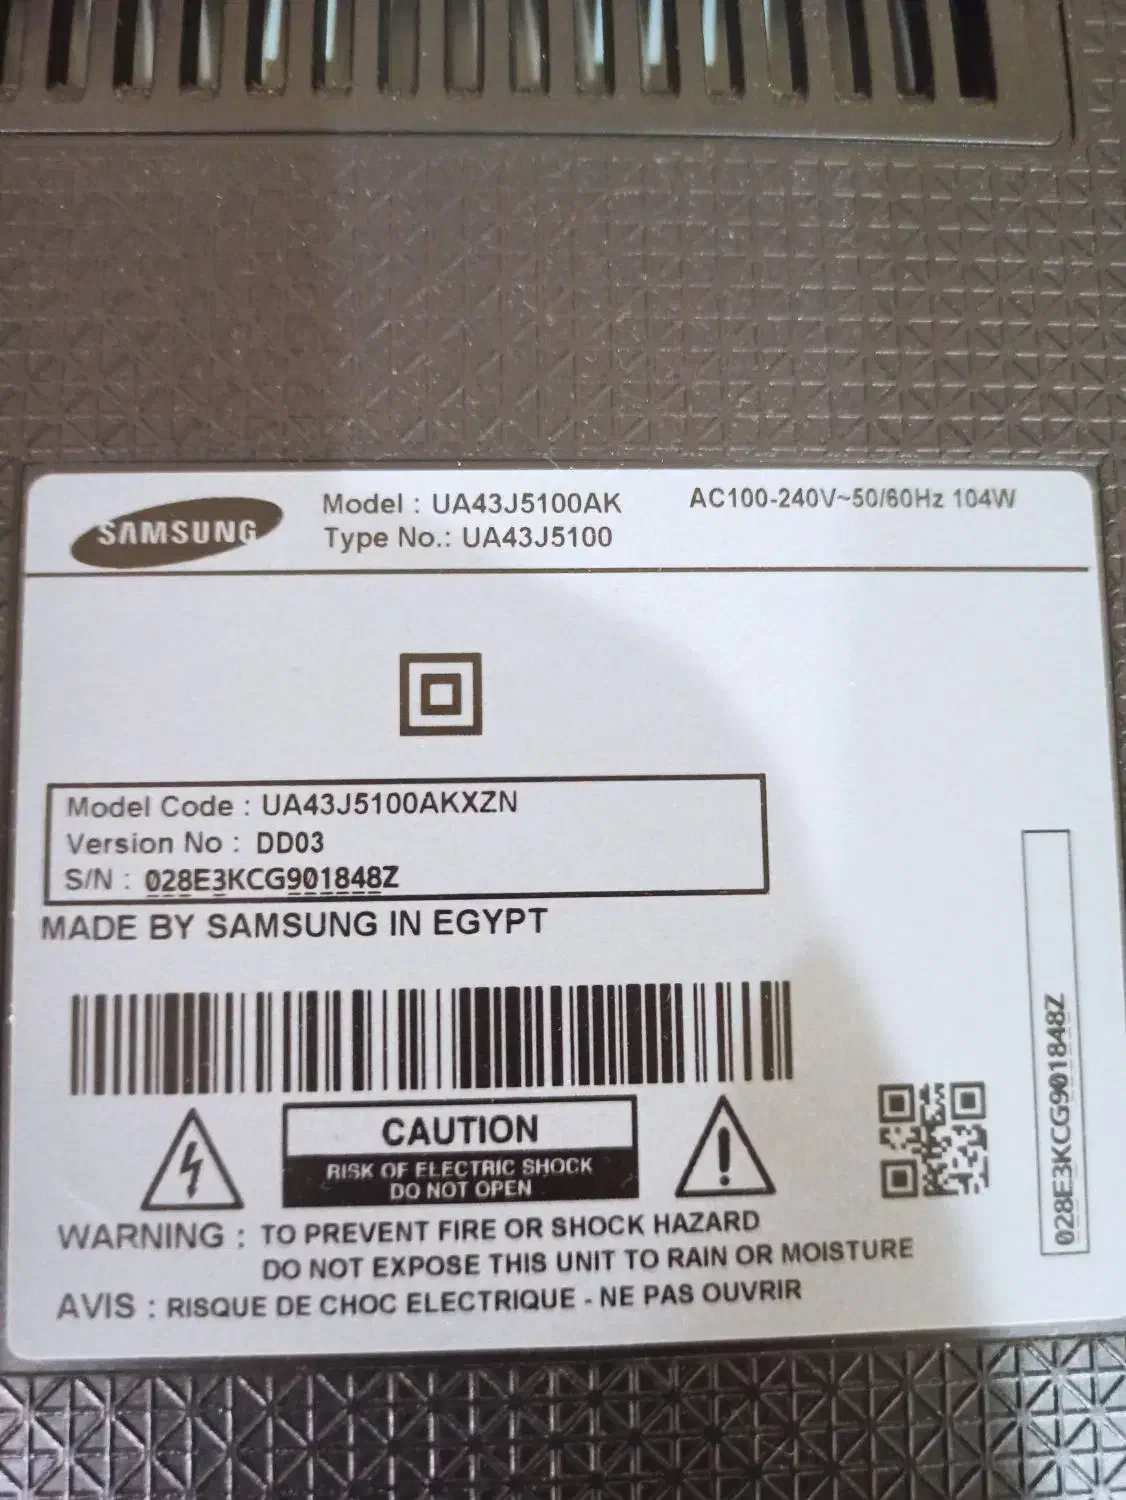 SAMSUNG
Model : UA43J5100AK
Type No.: UA43J5100
AC100-240V~50/60Hz 104W
Model Code : UA43J5100AKXZN
Version No : DD03
S/N : 028E3KCG901848Z
MADE BY SAMSUNG IN EGYPT
CAUTION
RISK OF ELECTRIC SHOCK
DO NOT OPEN
WARNING : TO PREVENT FIRE OR SHOCK HAZARD
DO NOT EXPOSE THIS UNIT TO RAIN OR MOISTURE
AVIS : RISQUE DE CHOC ELECTRIQUE - NE PAS OUVRIR
028E3KCG901848Z